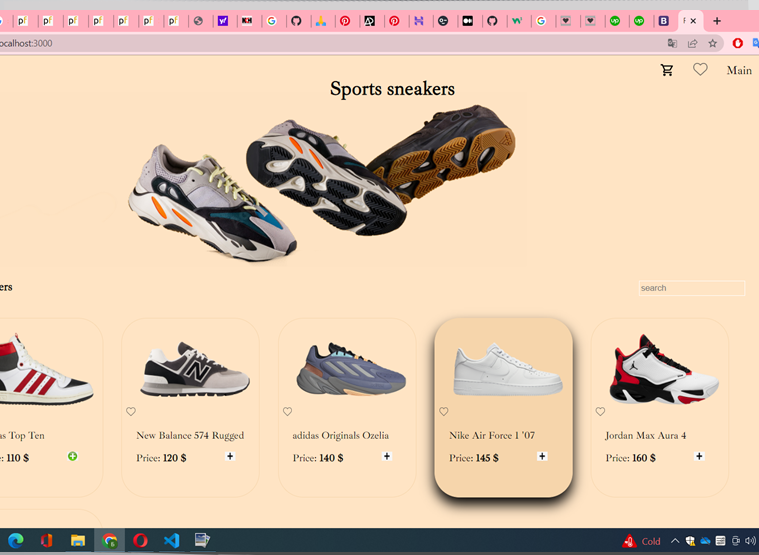 ocalhost:3000
Main
Sports sneakers
ers
search
as Top Ten
e: 110 $
New Balance 574 Rugged
Price: 120 $
adidas Originals Ozelia
Price: 140 $
Nike Air Force 1 '07
Price: 145 $
Jordan Max Aura 4
Price: 160 $
Cold